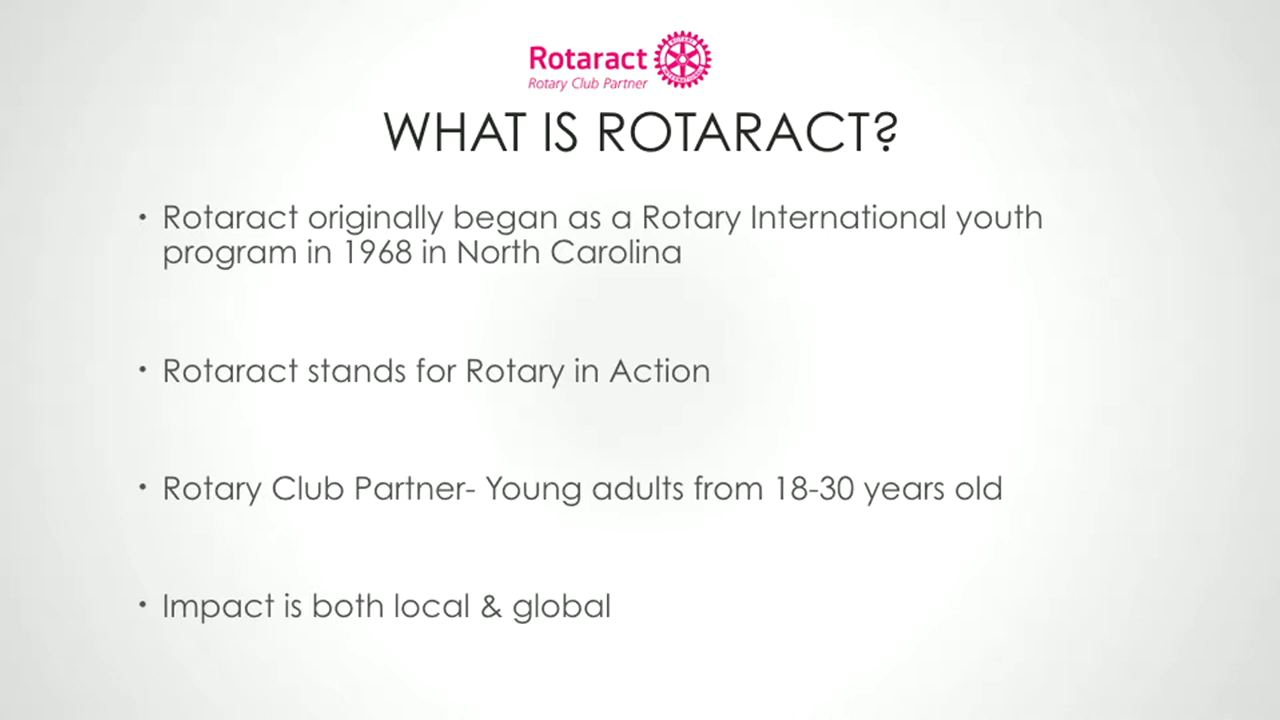 Rotaract
Rotary Club Partner
WHAT IS ROTARACT?
• Rotaract originally began as a Rotary International youth
program in 1968 in North Carolina
• Rotaract stands for Rotary in Action
• Rotary Club Partner- Young adults from 18-30 years old
• Impact is both local & global